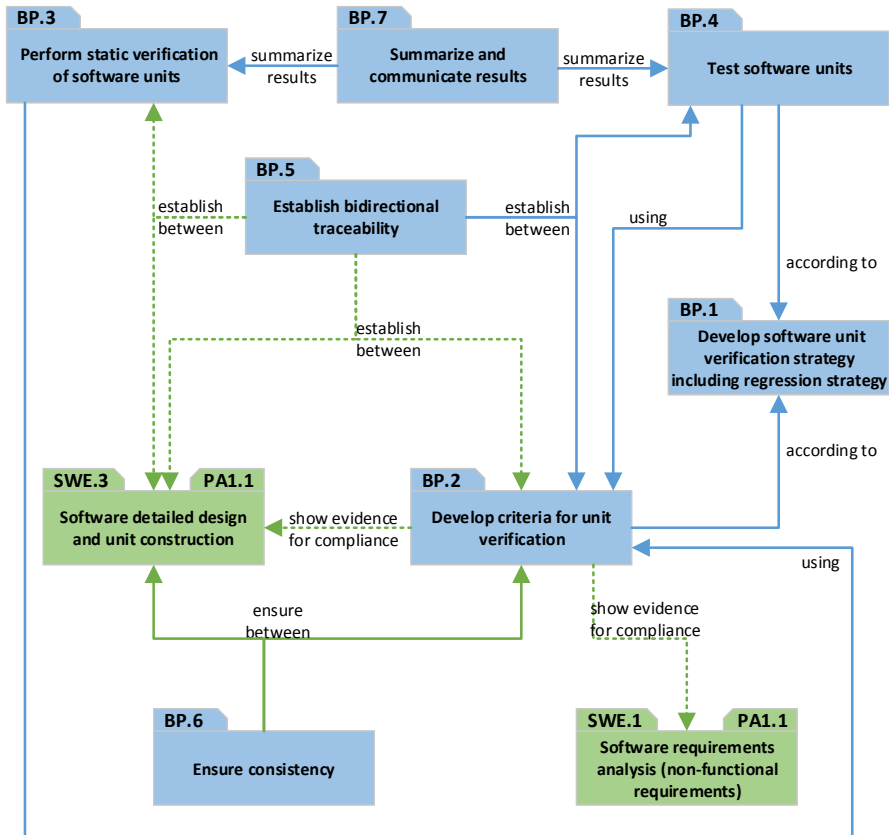 BP.3
Perform static verification
of software units
BP.7
Summarize and
communicate results
BP.4
Test software units
summarize
results
summarize
results
BP.5
Establish bidirectional
traceability
establish
between
establish
between
using
according to
establish
between
BP.1
Develop software unit
verification strategy
including regression strategy
according to
SWE.3
PA1.1
Software detailed design
and unit construction
show evidence
for compliance
BP.2
Develop criteria for unit
verification
using
ensure
between
show evidence
for compliance
BP.6
Ensure consistency
SWE.1
PA1.1
Software requirements
analysis (non-functional
requirements)